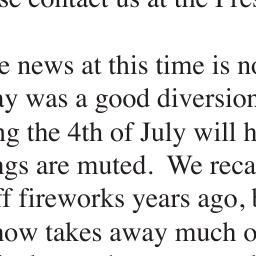 se contact us at the Pres
e news at this time is no
ay was a good diversion
ng the 4th of July will h
ngs are muted. We reca
ff fireworks years ago, b
now takes away much o